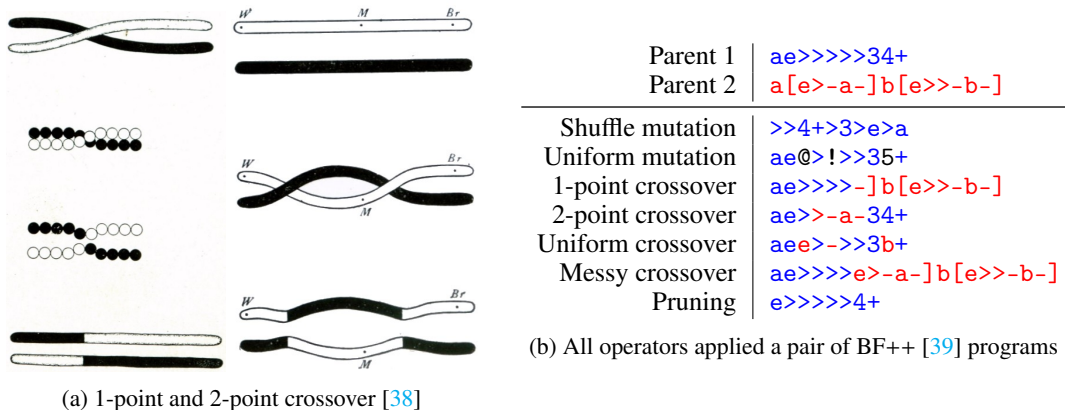 W M Br
W Br
M
W Br
M
(a) 1-point and 2-point crossover [38]
Parent 1 ae>>>>>34+
Parent 2 a[e>-a-]b[e>>-b-]
Shuffle mutation >>4+>3>e>a
Uniform mutation ae@>!>>35+
1-point crossover ae>>>>-]b[e>>-b-]
2-point crossover ae>>-a-34+
Uniform crossover aee>->>3b+
Messy crossover ae>>>>e>-a-]b[e>>-b-]
Pruning e>>>>>4+
(b) All operators applied a pair of BF++ [39] programs